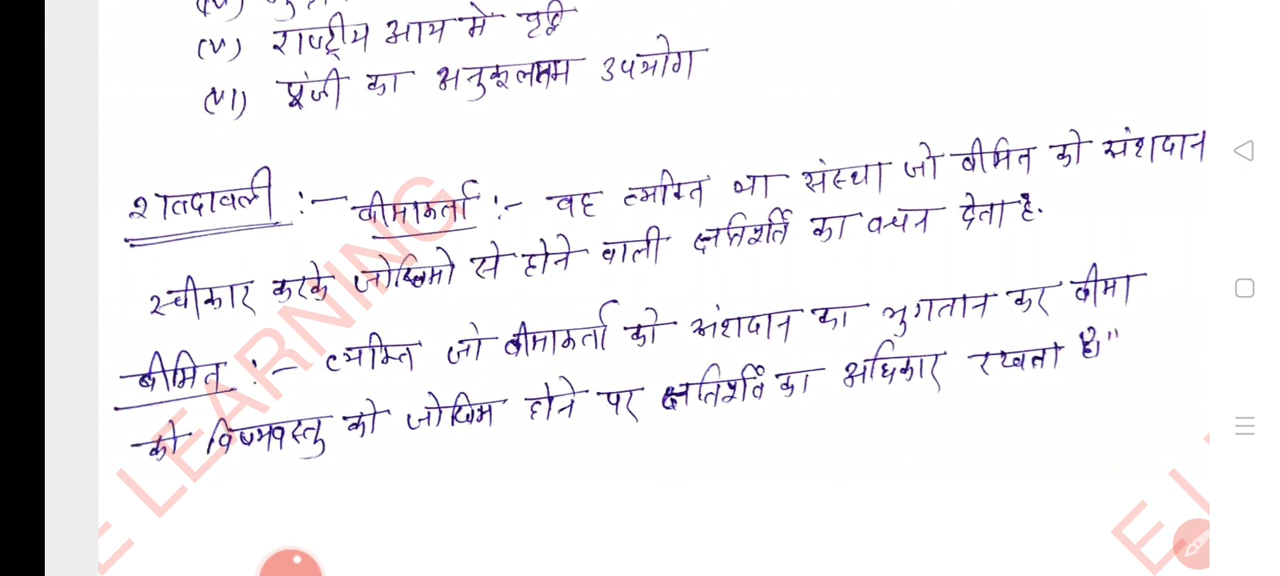 (V) राष्ट्रीय आय मे वृद्धि
(VI) पूंजी का अनुकूलतम उपयोग
शब्दावली :- बीमाकर्ता :- वह व्यक्ति या संस्था जो बीमित को अंशदान
स्वीकार करके जोखिमो से होने वाली क्षतिपूर्ति का वचन देता है.
बीमित :- व्यक्ति जो बीमाकर्ता को अंशदान का भुगतान कर बीमा
की विषयवस्तु को जोखिम होने पर क्षतिपूर्ति का अधिकार रखता है"
E LEARNING
E L